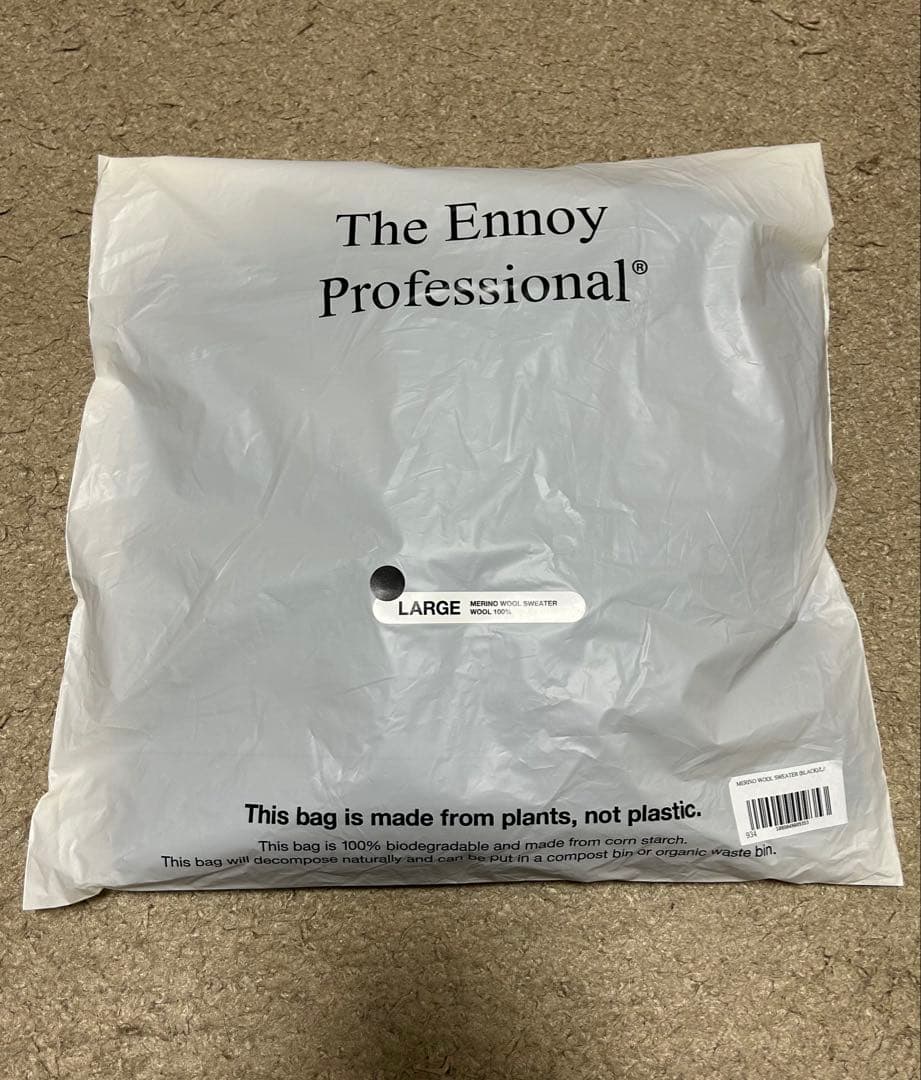 The Ennoy
Professional®
LARGE MERINO WOOL SWEATER
WOOL 100%
MERINO WOOL SWEATER (BLACK)/L/
934
This bag is made from plants, not plastic.
This bag is 100% biodegradable and made from corn starch.
This bag will decompose naturally and can be put in a compost bin or organic waste bin.